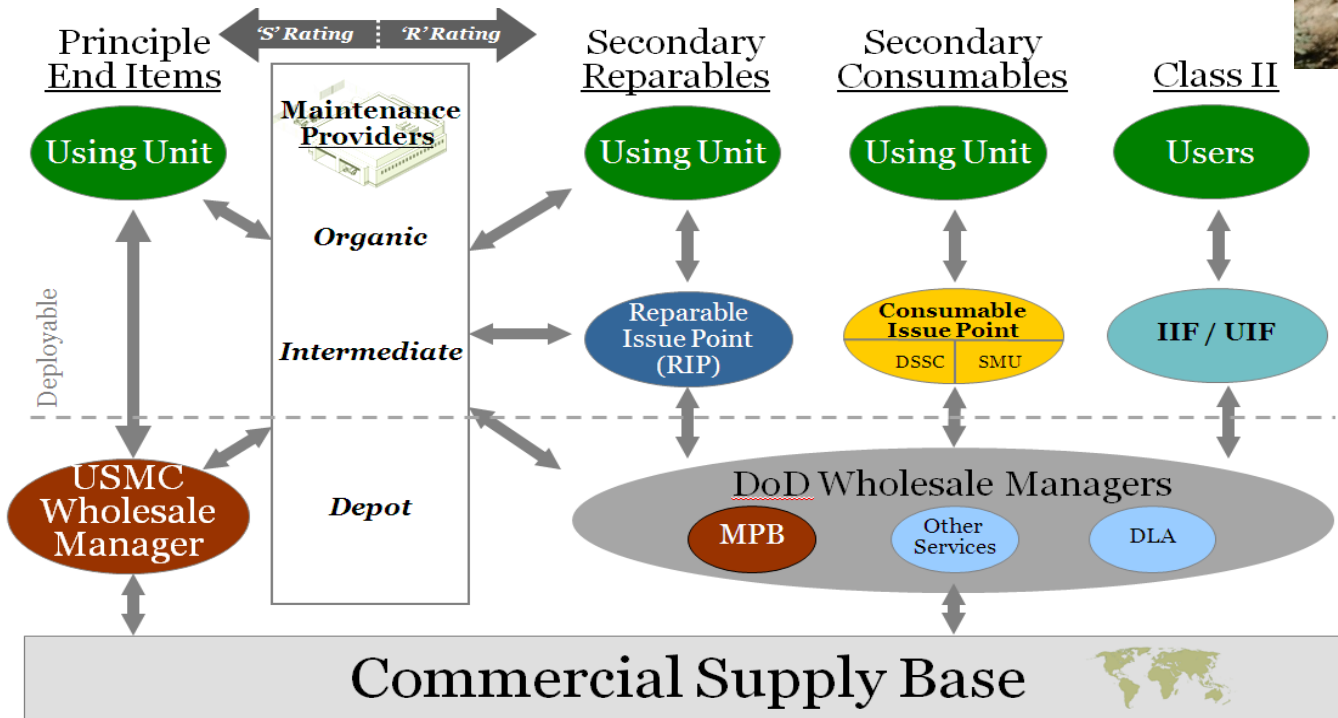 'S' Rating
'R' Rating
Principle
End Items
Secondary
Reparables
Secondary
Consumables
Class II
Maintenance
Providers
Using Unit
Using Unit
Using Unit
Users
Organic
Deployable
Intermediate
Reparable
Issue Point
(RIP)
Consumable
Issue Point
DSSC
SMU
IIF / UIF
USMC
Wholesale
Manager
Depot
DoD Wholesale Managers
MPB
Other
Services
DLA
Commercial Supply Base